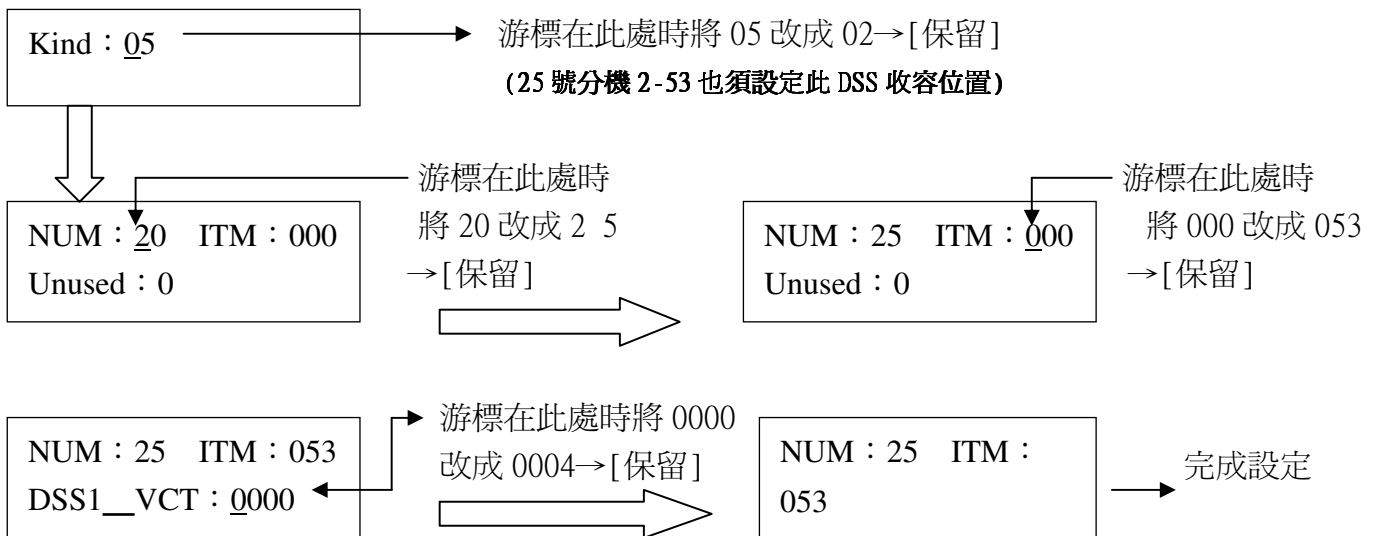 Kind：05
游標在此處時將 05 改成 02→[保留]
(25 號分機 2-53 也須設定此 DSS 收容位置)
游標在此處時
將 20 改成 2 5
→[保留]
NUM：20 ITM：000
Unused：0
游標在此處時
將 000 改成 053
→[保留]
NUM：25 ITM：000
Unused：0
NUM：25 ITM：053
DSS1__VCT：0000
游標在此處時將 0000
改成 0004→[保留]
NUM：25 ITM：
053
完成設定